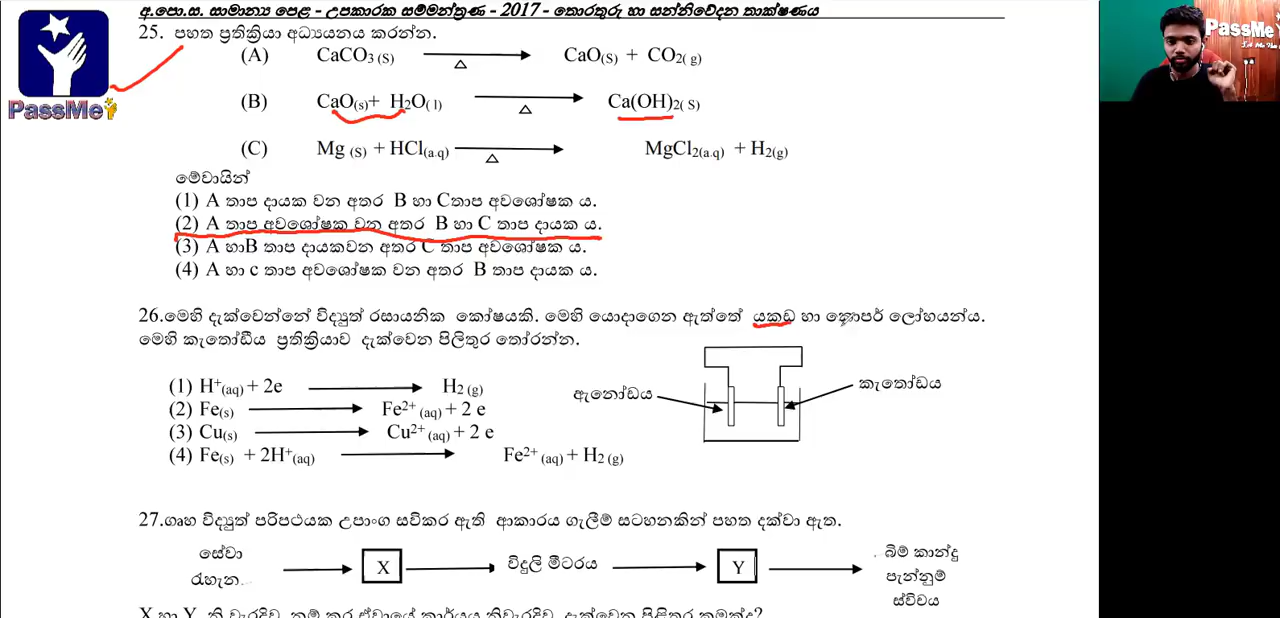 අ.පො.ස. සාමාන්‍ය පෙළ - උපකාරක සම්මන්ත්‍රණ - 2017 - තොරතුරු හා සන්නිවේදන තාක්ෂණය
PassMe
PassMe
25. පහත ප්‍රතික්‍රියා අධ්‍යයනය කරන්න.
(A) CaCO3 (S) △ CaO(S) + CO2( g)
(B) CaO(s)+ H2O( l) △ Ca(OH)2( S)
(C) Mg (S) + HCl(a.q) △ MgCl2(a.q) + H2(g)
මේවායින්
(1) A තාප දායක වන අතර B හා Cතාප අවශෝෂක ය.
(2) A තාප අවශෝෂක වන අතර B හා C තාප දායක ය.
(3) A හාB තාප දායකවන අතර C තාප අවශෝෂක ය.
(4) A හා c තාප අවශෝෂක වන අතර B තාප දායක ය.
26.මෙහි දැක්වෙන්නේ විද්‍යුත් රසායනික කෝෂයකි. මෙහි යොදාගෙන ඇත්තේ යකඩ හා කොපර් ලෝහයන්ය.
මෙහි කැතෝඩීය ප්‍රතික්‍රියාව දැක්වෙන පිලිතුර තෝරන්න.
(1) H+(aq) + 2e H2 (g)
ඇනෝඩය
කැතෝඩය
(2) Fe(s) Fe2+ (aq) + 2 e
(3) Cu(s) Cu2+ (aq) + 2 e
(4) Fe(s) + 2H+(aq) Fe2+ (aq) + H2 (g)
27.ගෘහ විද්‍යුත් පරිපථයක උපාංග සවිකර ඇති ආකාරය ගැලීම් සටහනකින් පහත දක්වා ඇත.
සේවා
රැහැන
X
විදුලි මීටරය
Y
බිම් කාන්දු
පැන්නුම්
ස්විචය